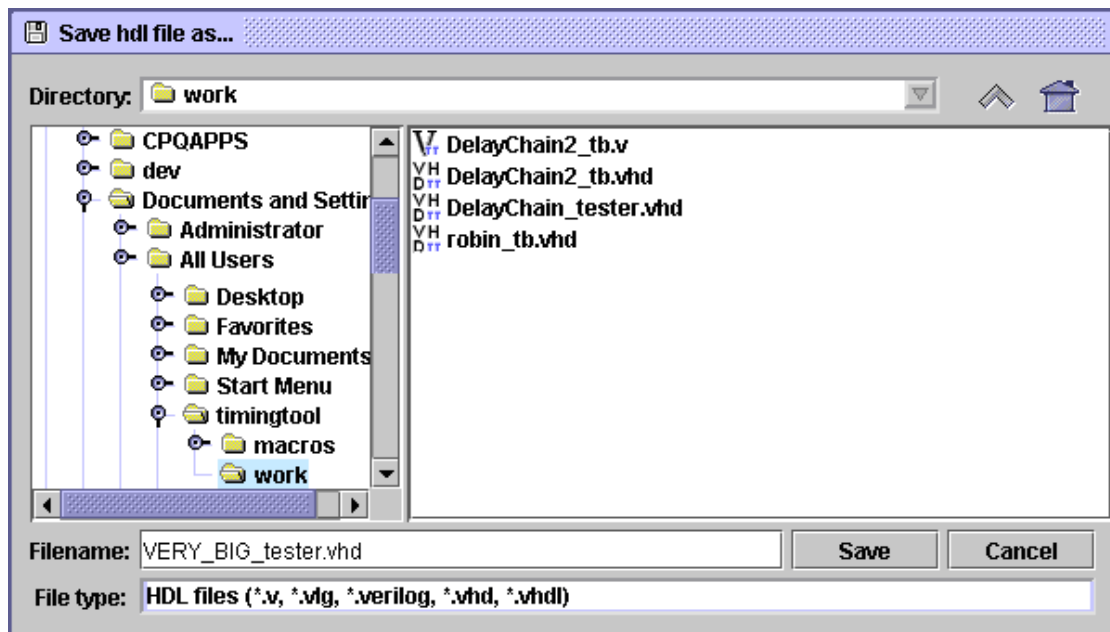 Save hdl file as...
Directory: work
CPQAPPS
dev
Documents and Settin
Administrator
All Users
Desktop
Favorites
My Documents
Start Menu
timingtool
macros
work
DelayChain2_tb.v
DelayChain2_tb.vhd
DelayChain_tester.vhd
robin_tb.vhd
Filename: VERY_BIG_tester.vhd Save Cancel
File type: HDL files (*.v, *.vlg, *.verilog, *.vhd, *.vhdl)